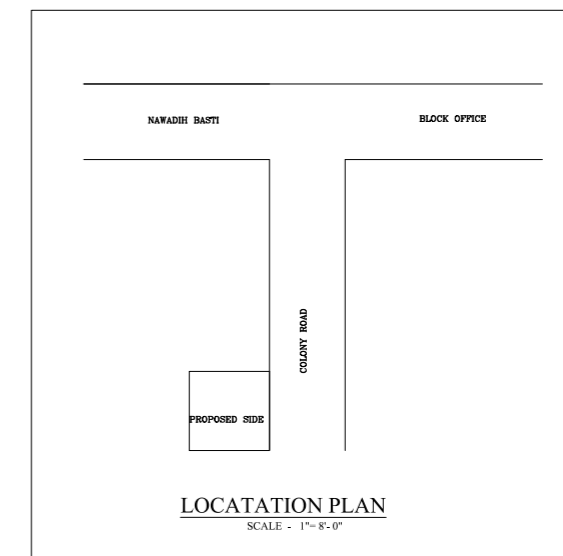 NAWADIH BASTI
BLOCK OFFICE
COLONY ROAD
PROPOSED SIDE
LOCATATION PLAN
SCALE - 1"= 8'- 0"